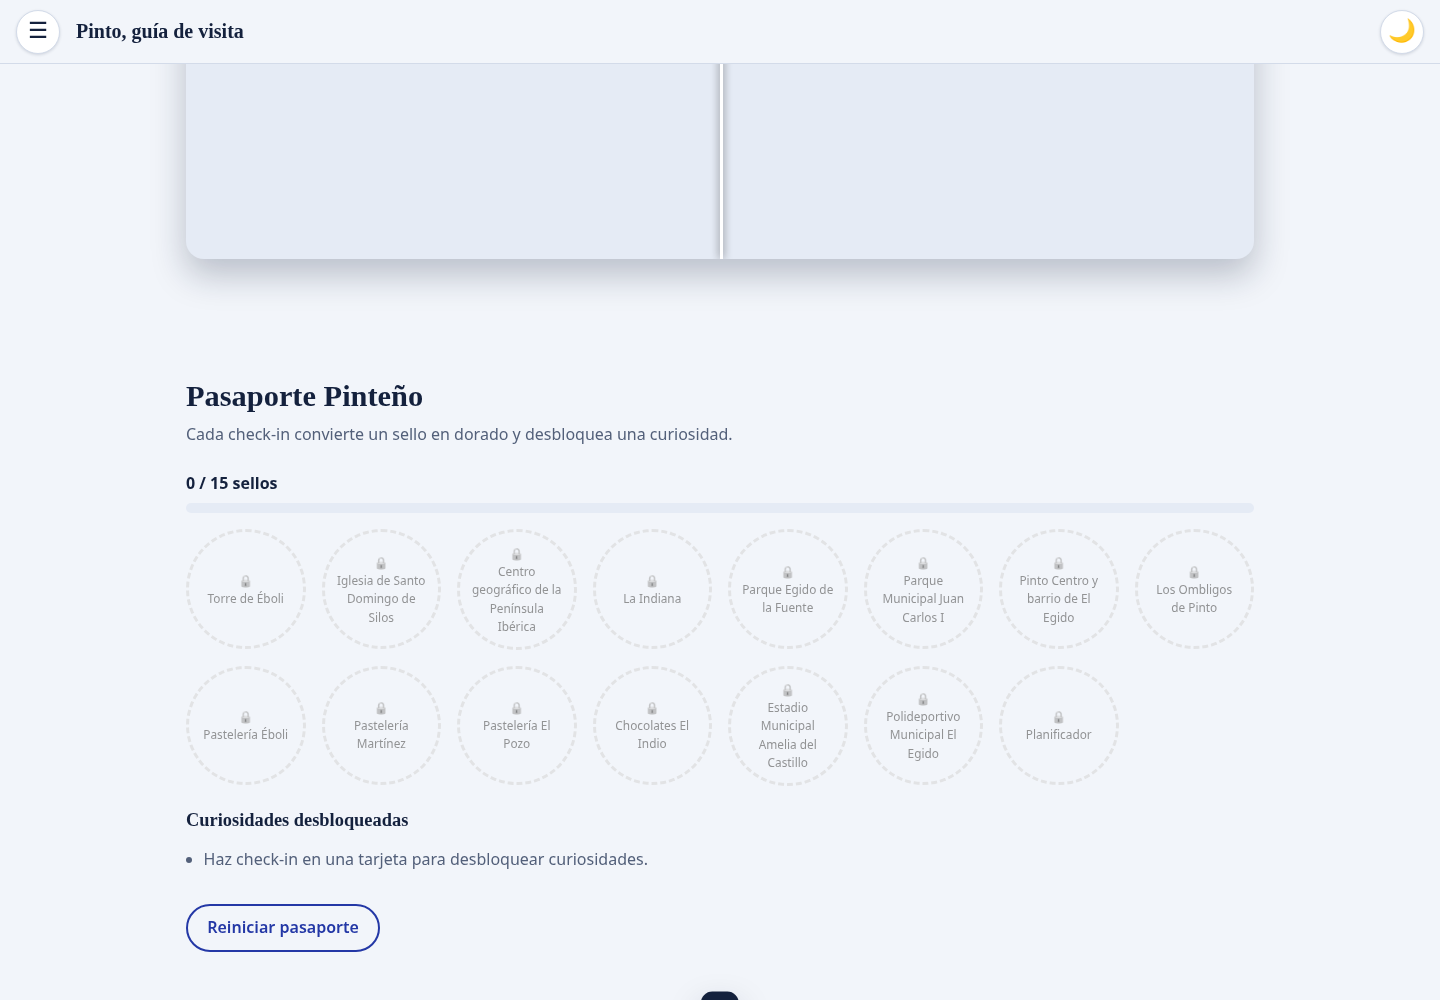 ☰ Pinto, guía de visita 🌙
Pasaporte Pinteño
Cada check-in convierte un sello en dorado y desbloquea una curiosidad.
0 / 15 sellos
🔒
Torre de Éboli
🔒
Iglesia de Santo
Domingo de
Silos
🔒
Centro
geográfico de la
Península
Ibérica
🔒
La Indiana
🔒
Parque Egido de
la Fuente
🔒
Parque
Municipal Juan
Carlos I
🔒
Pinto Centro y
barrio de El
Egido
🔒
Los Ombligos
de Pinto
🔒
Pastelería Éboli
🔒
Pastelería
Martínez
🔒
Pastelería El
Pozo
🔒
Chocolates El
Indio
🔒
Estadio
Municipal
Amelia del
Castillo
🔒
Polideportivo
Municipal El
Egido
🔒
Planificador
Curiosidades desbloqueadas
• Haz check-in en una tarjeta para desbloquear curiosidades.
Reiniciar pasaporte